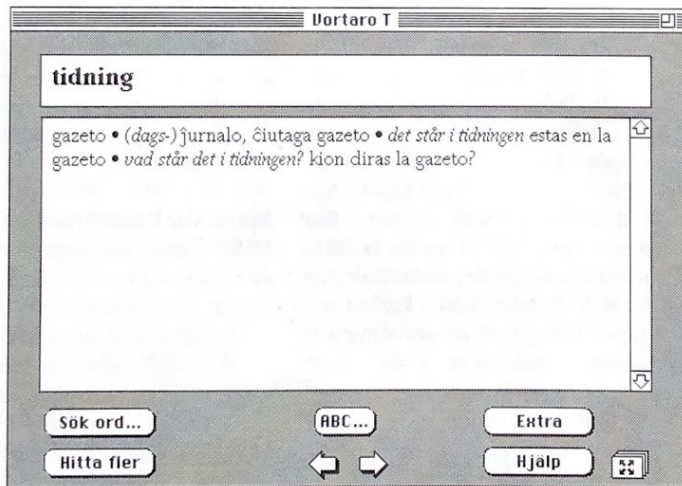 Vortaro T
tidning
gazeto • (dags-) ĵurnalo, ĉiutaga gazeto • det står i tidningen estas en la
gazeto • vad står det i tidningen? kion diras la gazeto?
Sök ord...
ABC...
Extra
Hitta fler
Hjälp